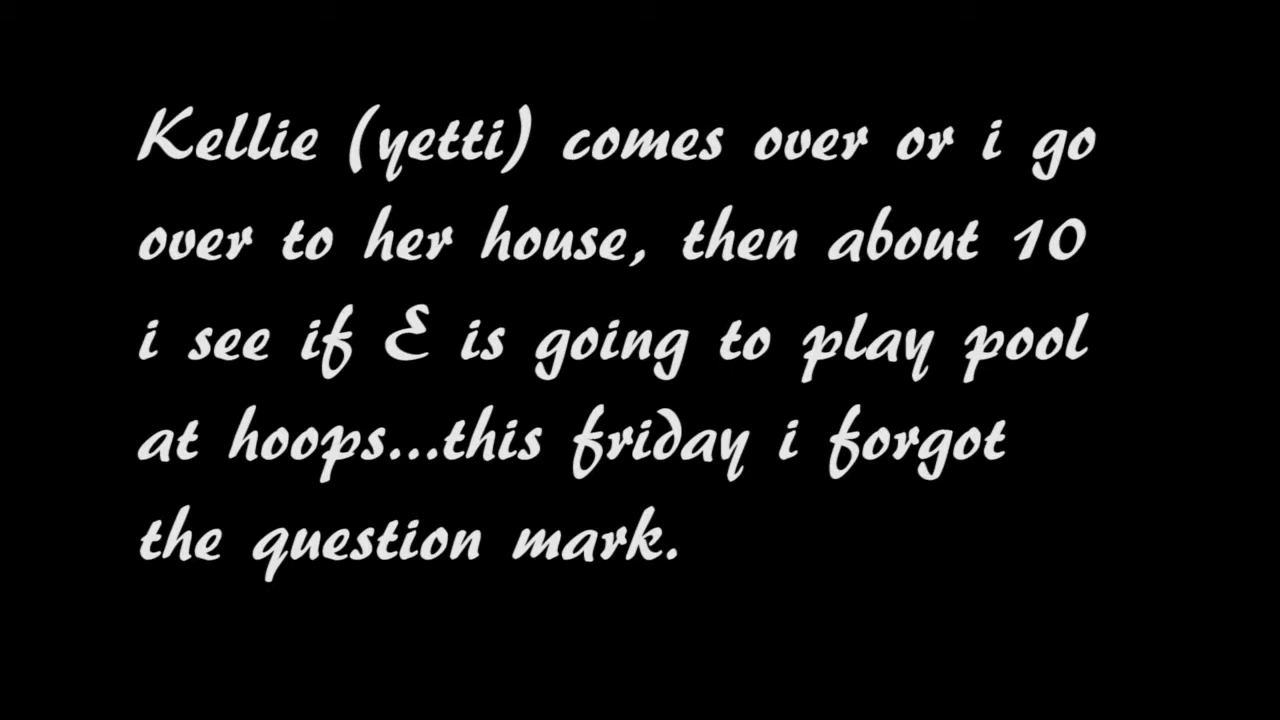 Kellie (yetti) comes over or i go
over to her house, then about 10
i see if E is going to play pool
at hoops...this friday i forgot
the question mark.